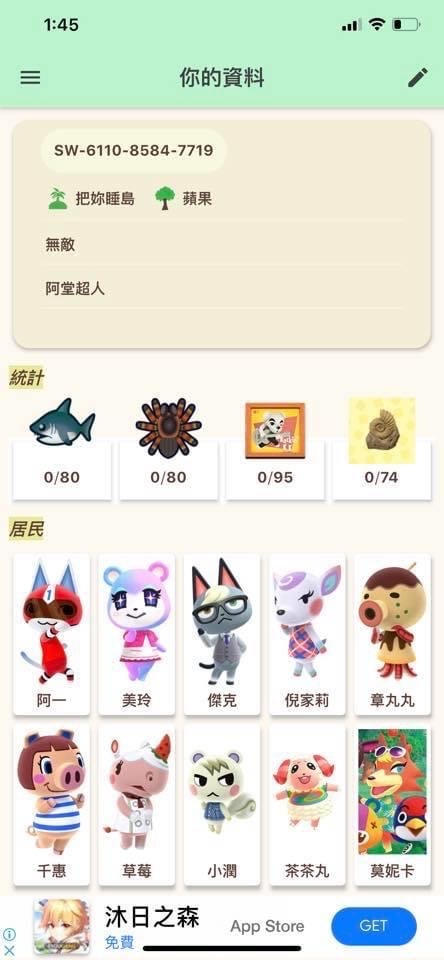 1:45
你的資料
SW-6110-8584-7719
把妳睡島 蘋果
無敵
阿堂超人
統計
0/80 0/80 0/95 0/74
居民
1
阿一 美玲 傑克 倪家莉 章丸丸
千惠 草莓 小潤 茶茶丸 莫妮卡
沐日之森
免費
App Store
GET